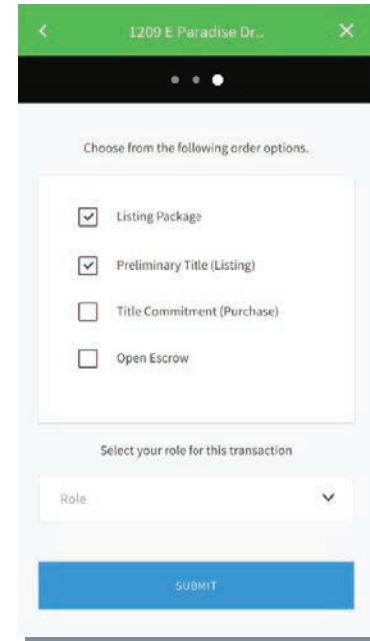 1209 E Paradise Dr..
Choose from the following order options.
Listing Package
Preliminary Title (Listing)
Title Commitment (Purchase)
Open Escrow
Select your role for this transaction
Role
SUBMIT